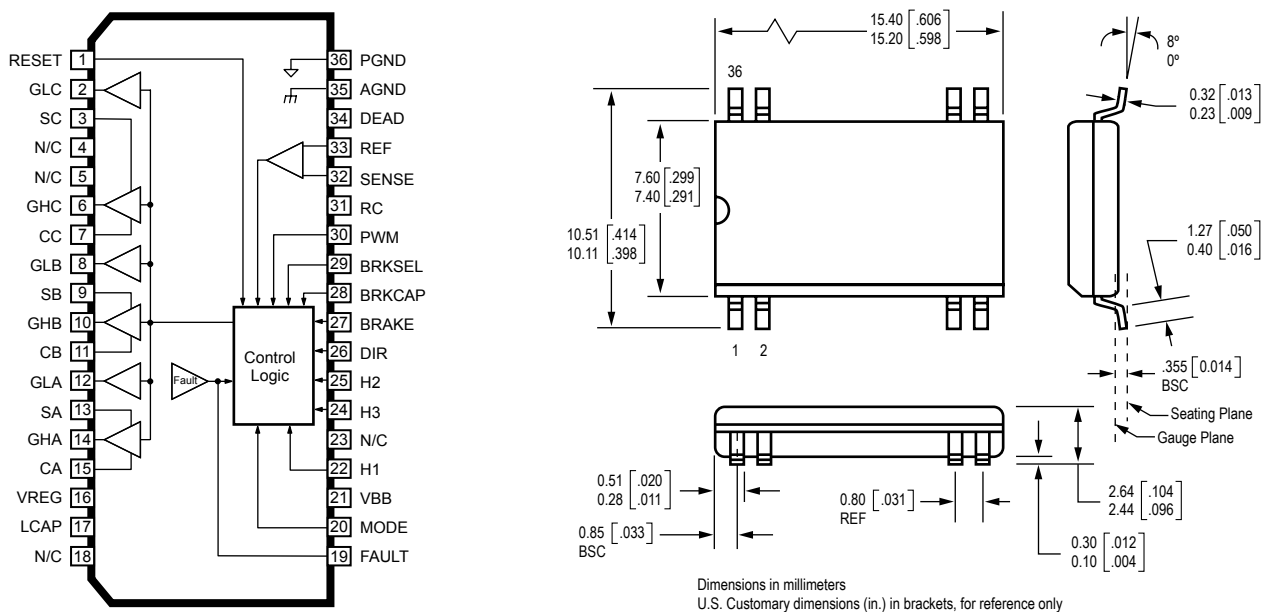 RESET 1
GLC 2
SC 3
N/C 4
N/C 5
GHC 6
CC 7
GLB 8
SB 9
GHB 10
CB 11
GLA 12
SA 13
GHA 14
CA 15
VREG 16
LCAP 17
N/C 18
36 PGND
35 AGND
34 DEAD
33 REF
32 SENSE
31 RC
30 PWM
29 BRKSEL
28 BRKCAP
27 BRAKE
26 DIR
25 H2
24 H3
23 N/C
22 H1
21 VBB
20 MODE
19 FAULT
Control
Logic
Fault
15.40 [.606]
15.20 [.598]
36
7.60 [.299]
7.40 [.291]
10.51 [.414]
10.11 [.398]
1 2
8º
0º
0.32 [.013]
0.23 [.009]
1.27 [.050]
0.40 [.016]
.355 [0.014]
BSC
Seating Plane
Gauge Plane
0.51 [.020]
0.28 [.011]
0.85 [.033]
BSC
0.80 [.031]
REF
2.64 [.104]
2.44 [.096]
0.30 [.012]
0.10 [.004]
Dimensions in millimeters
U.S. Customary dimensions (in.) in brackets, for reference only